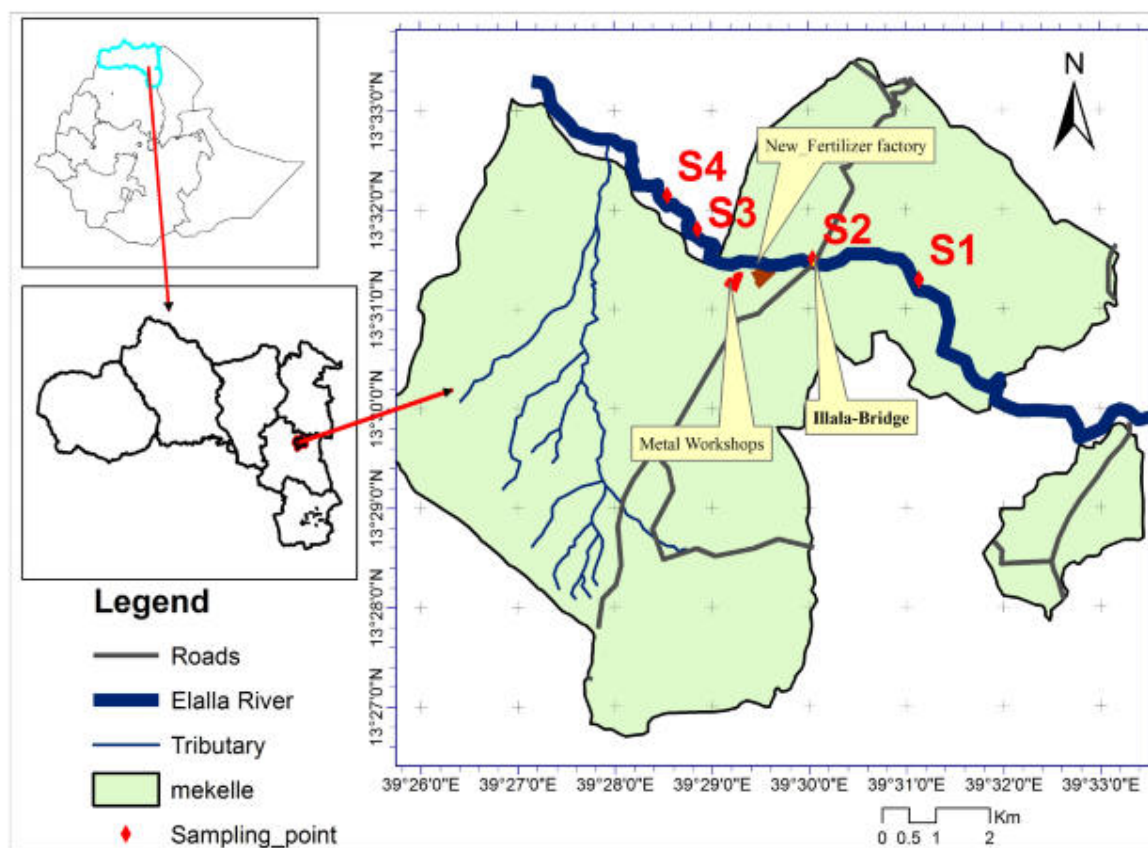 N
New_Fertilizer factory
S4
S3
S2
S1
Illala-Bridge
Metal Workshops
13°33'0"N
13°32'0"N
13°31'0"N
13°30'0"N
13°29'0"N
13°28'0"N
13°27'0"N
39°26'0"E
39°27'0"E
39°28'0"E
39°29'0"E
39°30'0"E
39°31'0"E
39°32'0"E
39°33'0"E
Km
0 0.5 1 2
Legend
Roads
Elalla River
Tributary
mekelle
Sampling_point